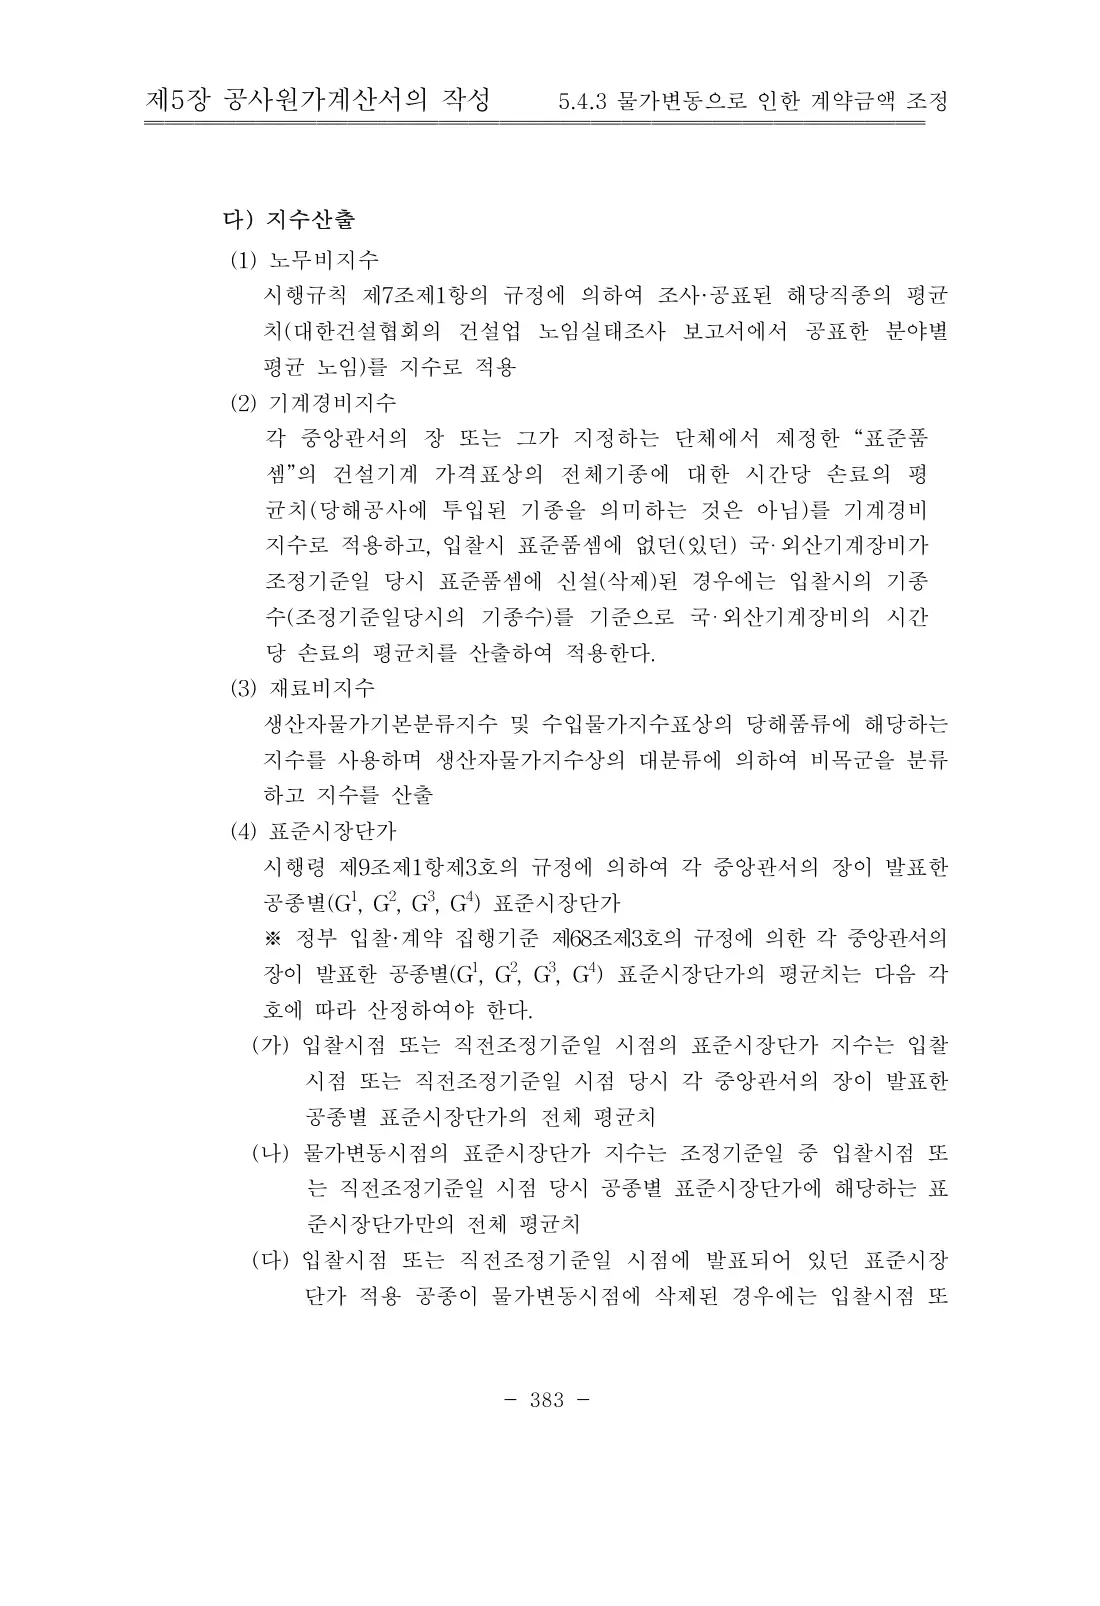 제5장 공사원가계산서의 작성 5.4.3 물가변동으로 인한 계약금액 조정
다) 지수산출
(1) 노무비지수
시행규칙 제7조제1항의 규정에 의하여 조사·공표된 해당직종의 평균
치(대한건설협회의 건설업 노임실태조사 보고서에서 공표한 분야별
평균 노임)를 지수로 적용
(2) 기계경비지수
각 중앙관서의 장 또는 그가 지정하는 단체에서 제정한 “표준품
셈”의 건설기계 가격표상의 전체기종에 대한 시간당 손료의 평
균치(당해공사에 투입된 기종을 의미하는 것은 아님)를 기계경비
지수로 적용하고, 입찰시 표준품셈에 없던(있던) 국·외산기계장비가
조정기준일 당시 표준품셈에 신설(삭제)된 경우에는 입찰시의 기종
수(조정기준일당시의 기종수)를 기준으로 국·외산기계장비의 시간
당 손료의 평균치를 산출하여 적용한다.
(3) 재료비지수
생산자물가기본분류지수 및 수입물가지수표상의 당해품류에 해당하는
지수를 사용하며 생산자물가지수상의 대분류에 의하여 비목군을 분류
하고 지수를 산출
(4) 표준시장단가
시행령 제9조제1항제3호의 규정에 의하여 각 중앙관서의 장이 발표한
공종별(G¹, G², G³, G⁴) 표준시장단가
※ 정부 입찰·계약 집행기준 제68조제3호의 규정에 의한 각 중앙관서의
장이 발표한 공종별(G¹, G², G³, G⁴) 표준시장단가의 평균치는 다음 각
호에 따라 산정하여야 한다.
(가) 입찰시점 또는 직전조정기준일 시점의 표준시장단가 지수는 입찰
시점 또는 직전조정기준일 시점 당시 각 중앙관서의 장이 발표한
공종별 표준시장단가의 전체 평균치
(나) 물가변동시점의 표준시장단가 지수는 조정기준일 중 입찰시점 또
는 직전조정기준일 시점 당시 공종별 표준시장단가에 해당하는 표
준시장단가만의 전체 평균치
(다) 입찰시점 또는 직전조정기준일 시점에 발표되어 있던 표준시장
단가 적용 공종이 물가변동시점에 삭제된 경우에는 입찰시점 또
- 383 -